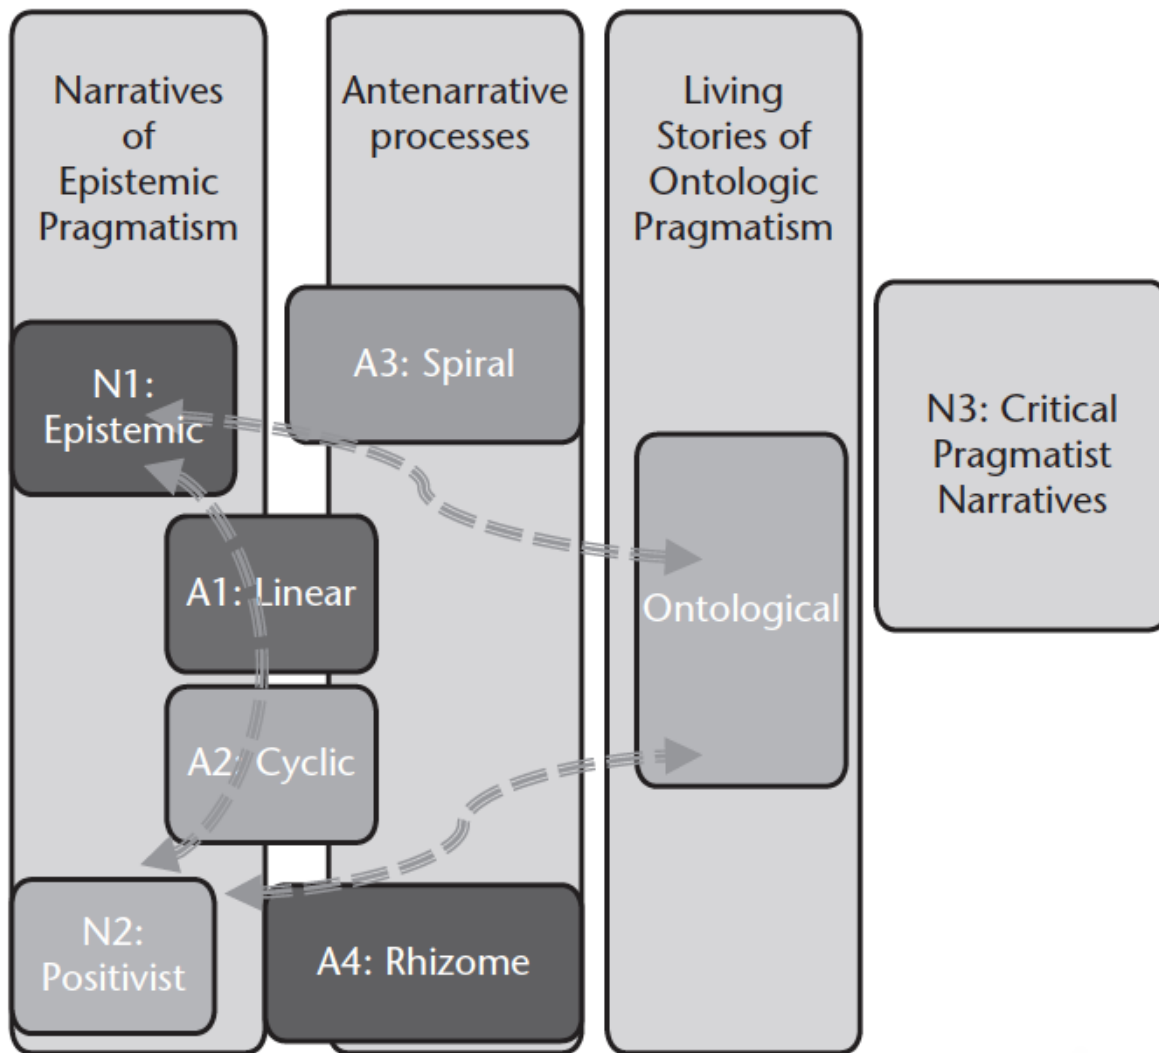 Narratives
of
Epistemic
Pragmatism
Antenarrative
processes
Living
Stories of
Ontologic
Pragmatism
N1:
Epistemic
A3: Spiral
N3: Critical
Pragmatist
Narratives
A1: Linear
Ontological
A2: Cyclic
N2:
Positivist
A4: Rhizome